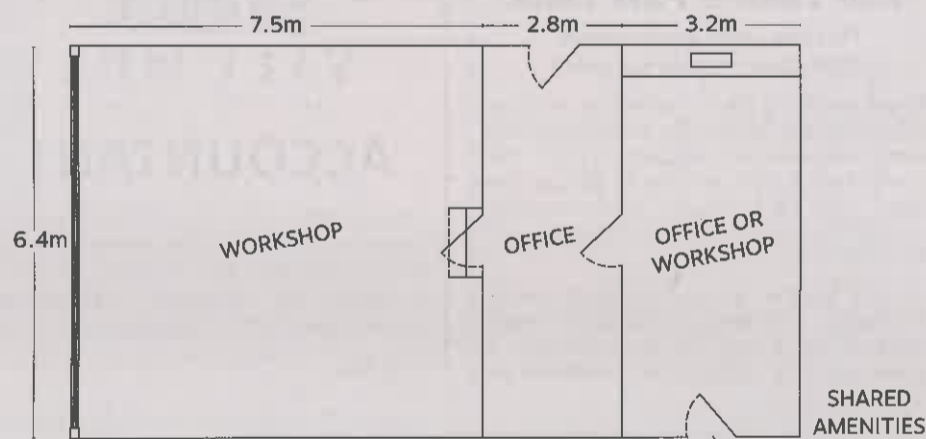 7.5m
2.8m
3.2m
6.4m
WORKSHOP
OFFICE
OFFICE OR
WORKSHOP
SHARED
AMENITIES